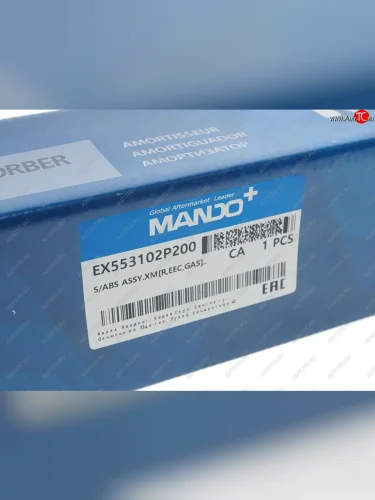 ORBER
AMORTISSEUR
AMORTIGUADOR
АМОРТИЗАТОР
Global Aftermarket Leader
MANDO+
EX553102P200
CA 1 PCS
S/ABS ASSY.XM[R,EEC,GAS]..
EAC